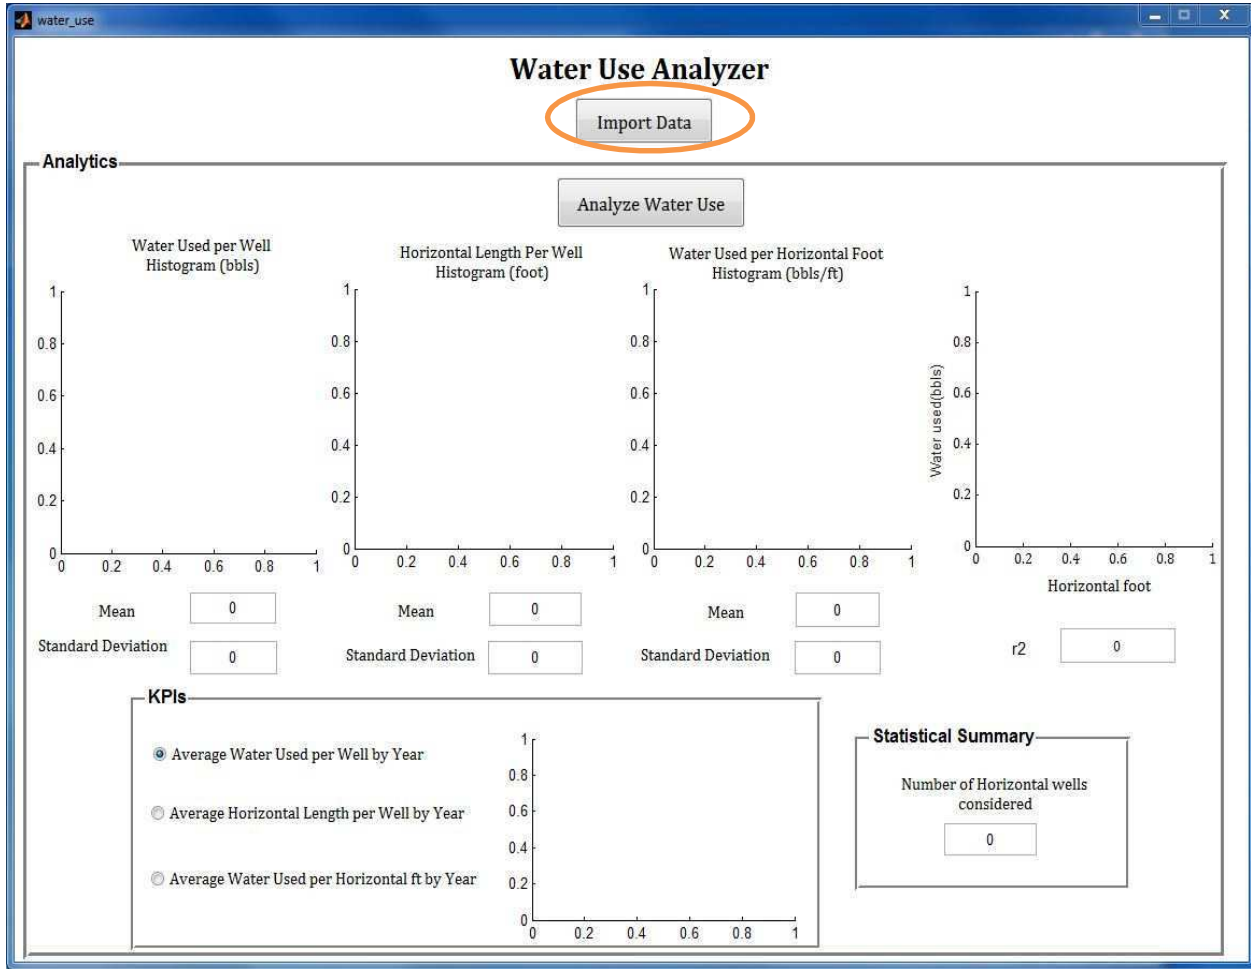 water_use
Water Use Analyzer
Import Data
Analytics
Analyze Water Use
Water Used per Well
Histogram (bbls)
1
0.8
0.6
0.4
0.2
0
0 0.2 0.4 0.6 0.8 1
Mean 0
Standard Deviation 0
Horizontal Length Per Well
Histogram (foot)
1
0.8
0.6
0.4
0.2
0
0 0.2 0.4 0.6 0.8 1
Mean 0
Standard Deviation 0
Water Used per Horizontal Foot
Histogram (bbls/ft)
1
0.8
0.6
0.4
0.2
0
0 0.2 0.4 0.6 0.8 1
Mean 0
Standard Deviation 0
Water used(bbls)
1
0.8
0.6
0.4
0.2
0
0 0.2 0.4 0.6 0.8 1
Horizontal foot
r2 0
KPIs
Average Water Used per Well by Year
Average Horizontal Length per Well by Year
Average Water Used per Horizontal ft by Year
1
0.8
0.6
0.4
0.2
0
0 0.2 0.4 0.6 0.8 1
Statistical Summary
Number of Horizontal wells
considered
0